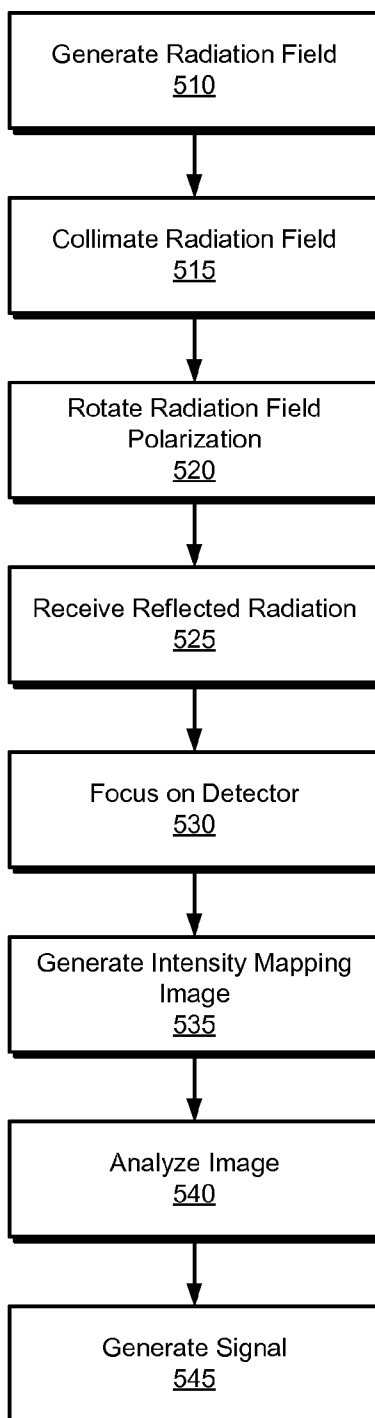 Generate Radiation Field
510
Collimate Radiation Field
515
Rotate Radiation Field
Polarization
520
Receive Reflected Radiation
525
Focus on Detector
530
Generate Intensity Mapping
Image
535
Analyze Image
540
Generate Signal
545